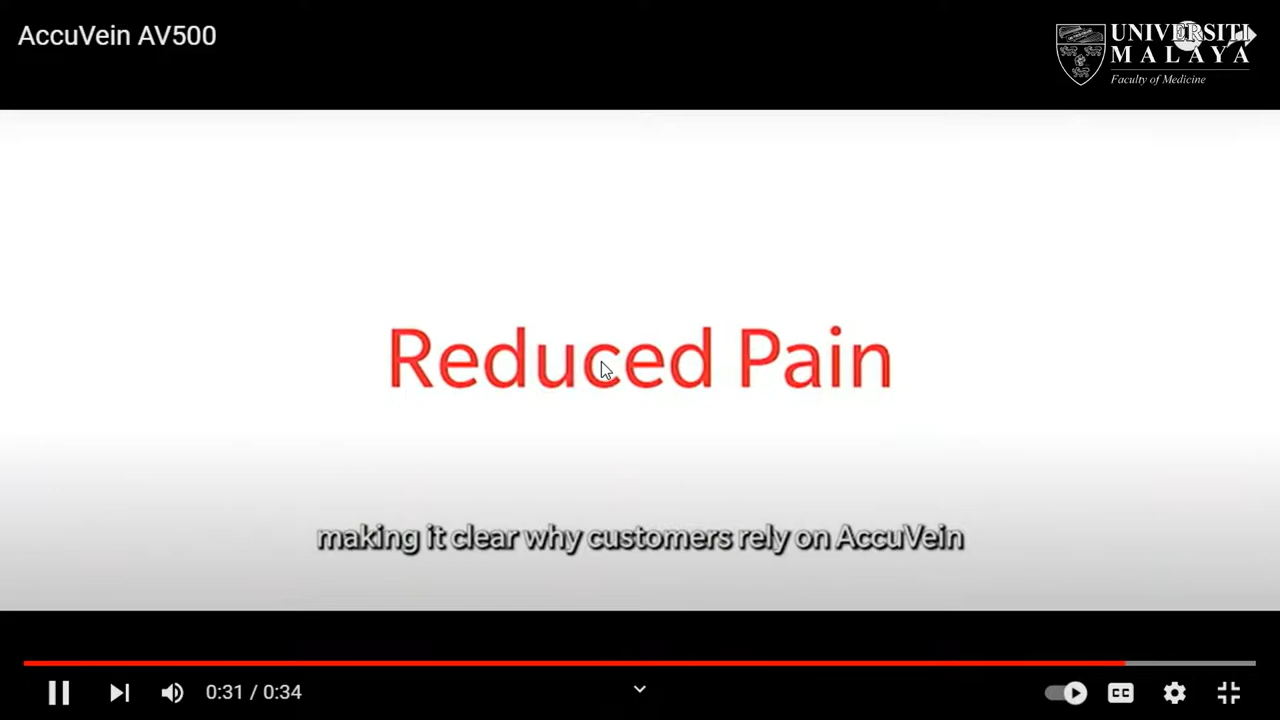 AccuVein AV500
UNIVERSITI
MALAYA
Faculty of Medicine
Reduced Pain
making it clear why customers rely on AccuVein
0:31 / 0:34
CC